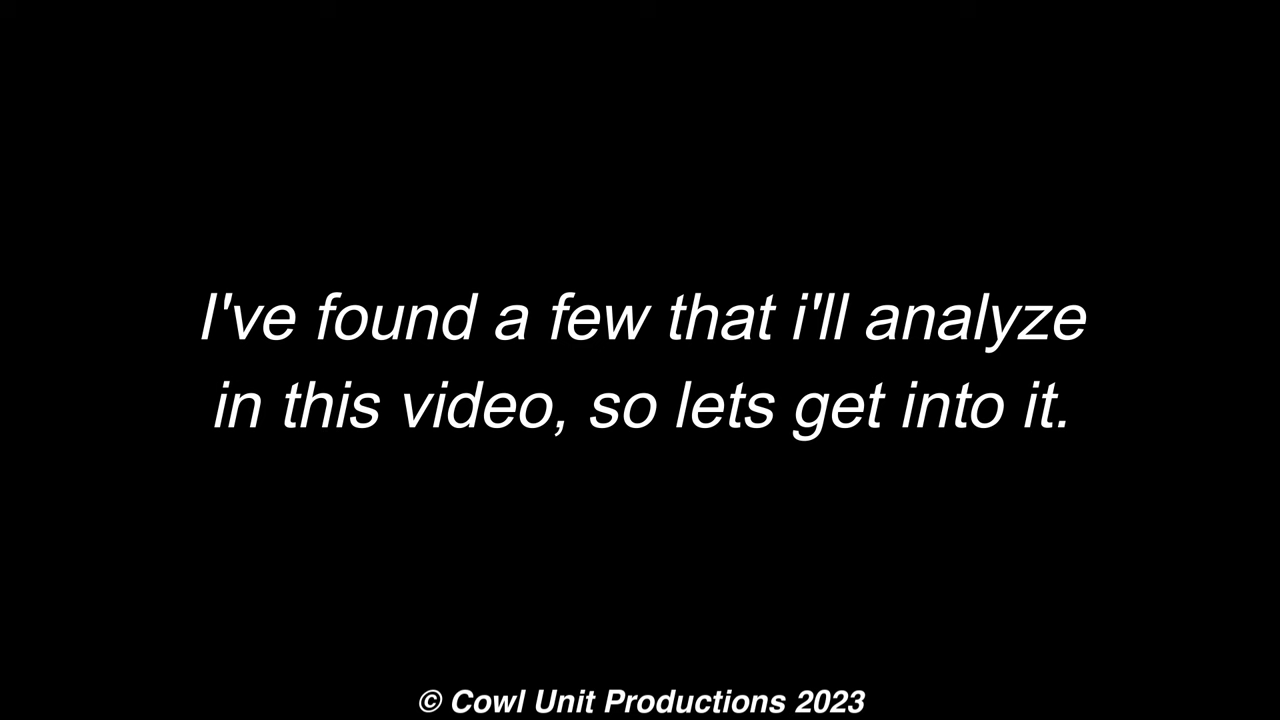 I've found a few that i'll analyze
in this video, so lets get into it.
© Cowl Unit Productions 2023